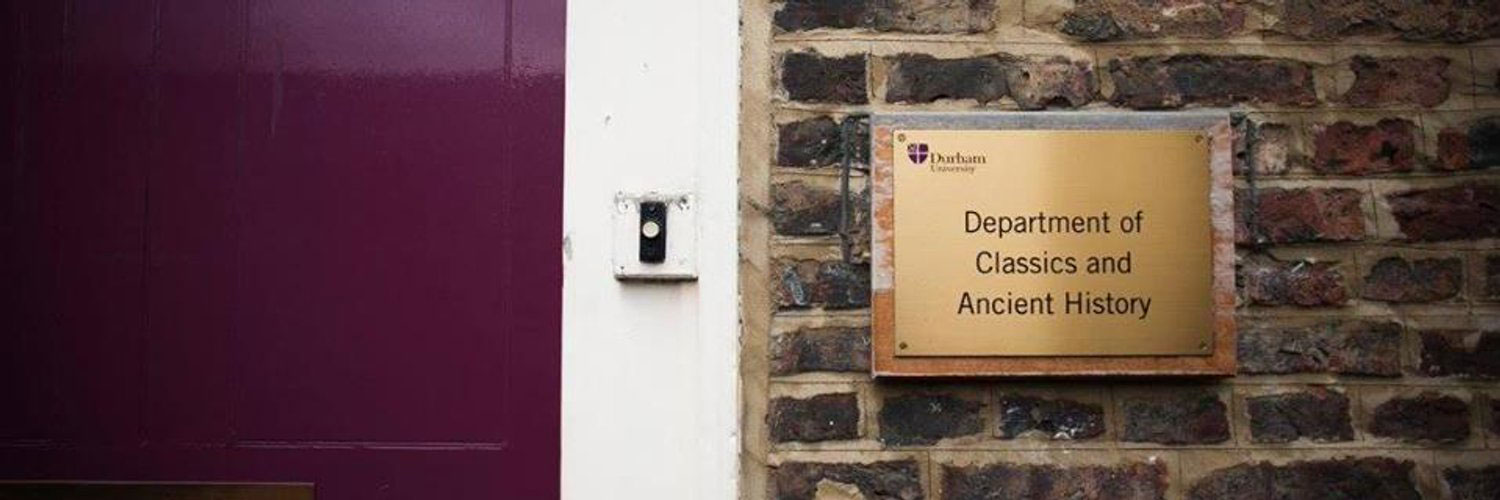 Durham
University
Department of
Classics and
Ancient History